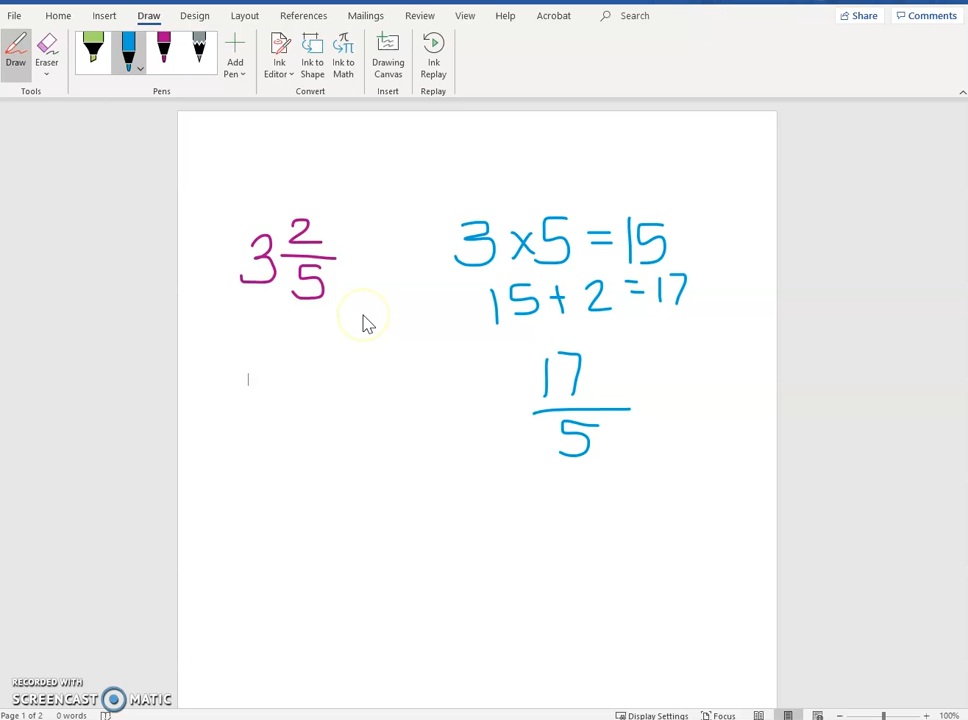 File Home Insert Draw Design Layout References Mailings Review View Help Acrobat Search Share Comments
Draw Eraser Add Pen Ink Editor Ink to Shape Ink to Math Drawing Canvas Ink Replay
Tools Pens Convert Insert Replay
3 2/5
3 × 5 = 15
15 + 2 = 17
17
5
RECORDED WITH
SCREENCAST MATIC
Page 1 of 2 0 words Display Settings Focus 100%